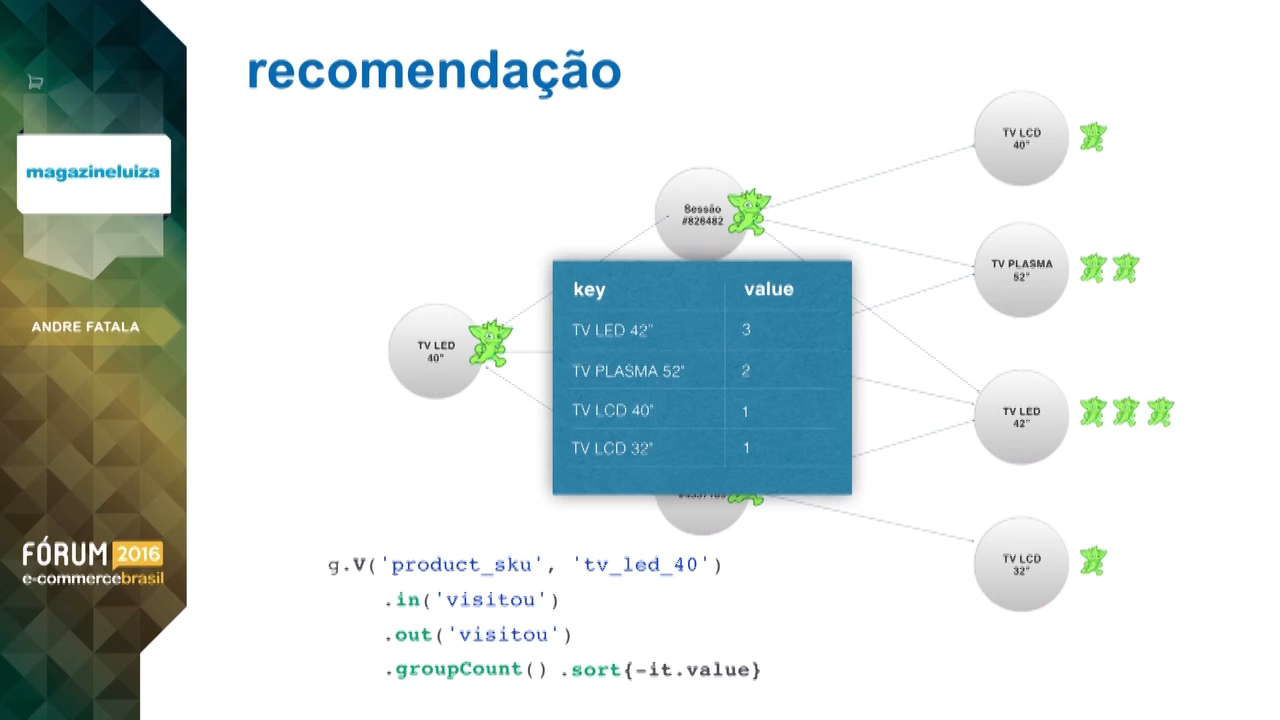 recomendação
magazineluiza
ANDRE FATALA
FÓRUM 2016
e-commercebrasil
TV LED
40"
Sessão
#826482
TV LCD
40"
TV PLASMA
52"
TV LED
42"
TV LCD
32"
key value
TV LED 42" 3
TV PLASMA 52" 2
TV LCD 40" 1
TV LCD 32" 1
g.V('product_sku', 'tv_led_40')
.in('visitou')
.out('visitou')
.groupCount() .sort{-it.value}